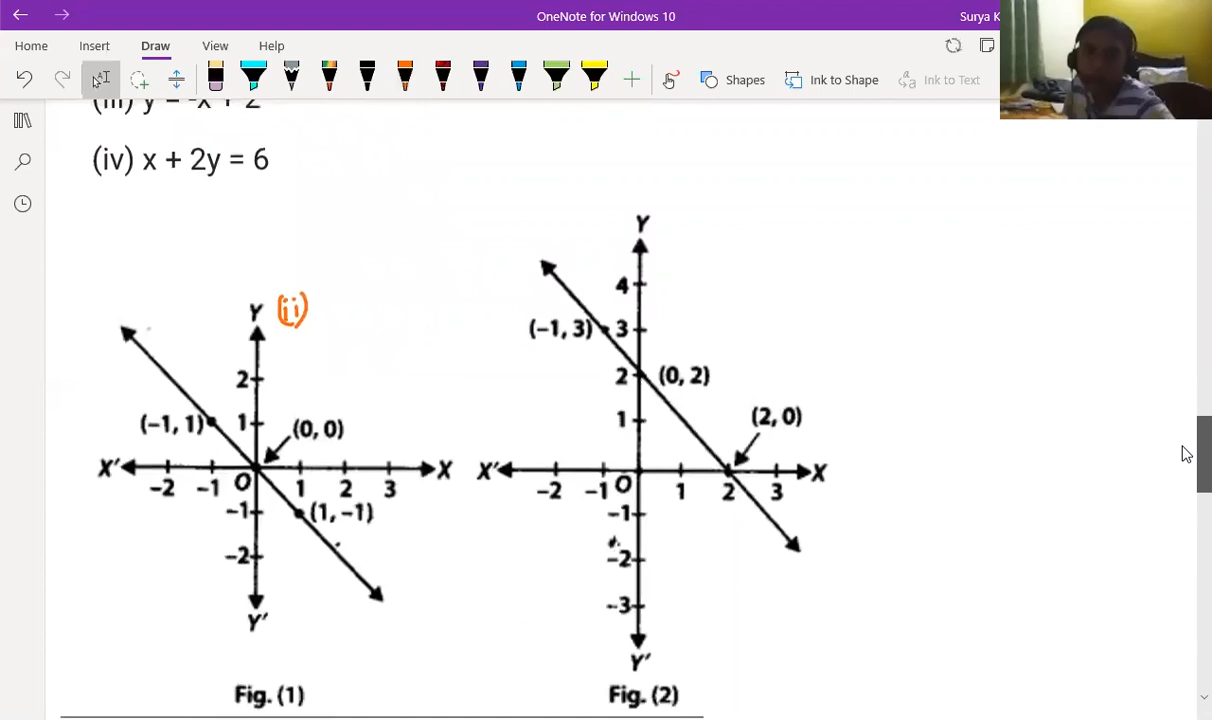 OneNote for Windows 10
Surya K
Home Insert Draw View Help
Shapes Ink to Shape Ink to Text
(iii) y = -x + 2
(iv) x + 2y = 6
Y (ii)
2
(-1, 1) 1 (0, 0)
X' X
-2 -1 O 1 2 3
-1 (1, -1)
-2
Y'
Fig. (1)
Y
4
(-1, 3) 3
2 (0, 2)
1 (2, 0)
X' X
-2 -1 O 1 2 3
-1
-2
-3
Y'
Fig. (2)